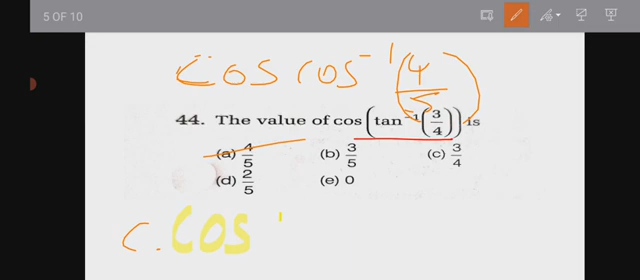 5 OF 10
cos cos⁻¹(4/5)
44. The value of cos(tan⁻¹(3/4)) is
(a) 4/5 (b) 3/5 (c) 3/4
(d) 2/5 (e) 0
c. cos '